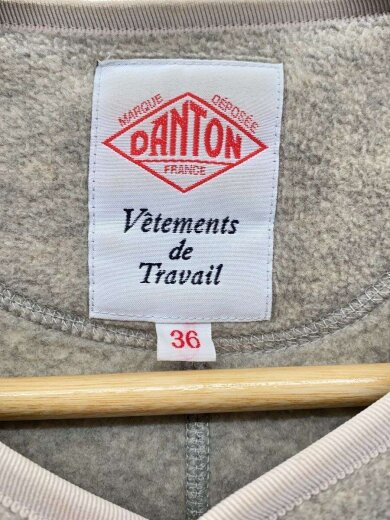 MARQUE DÉPOSÉE
DANTON
FRANCE
Vêtements
de
Travail
36